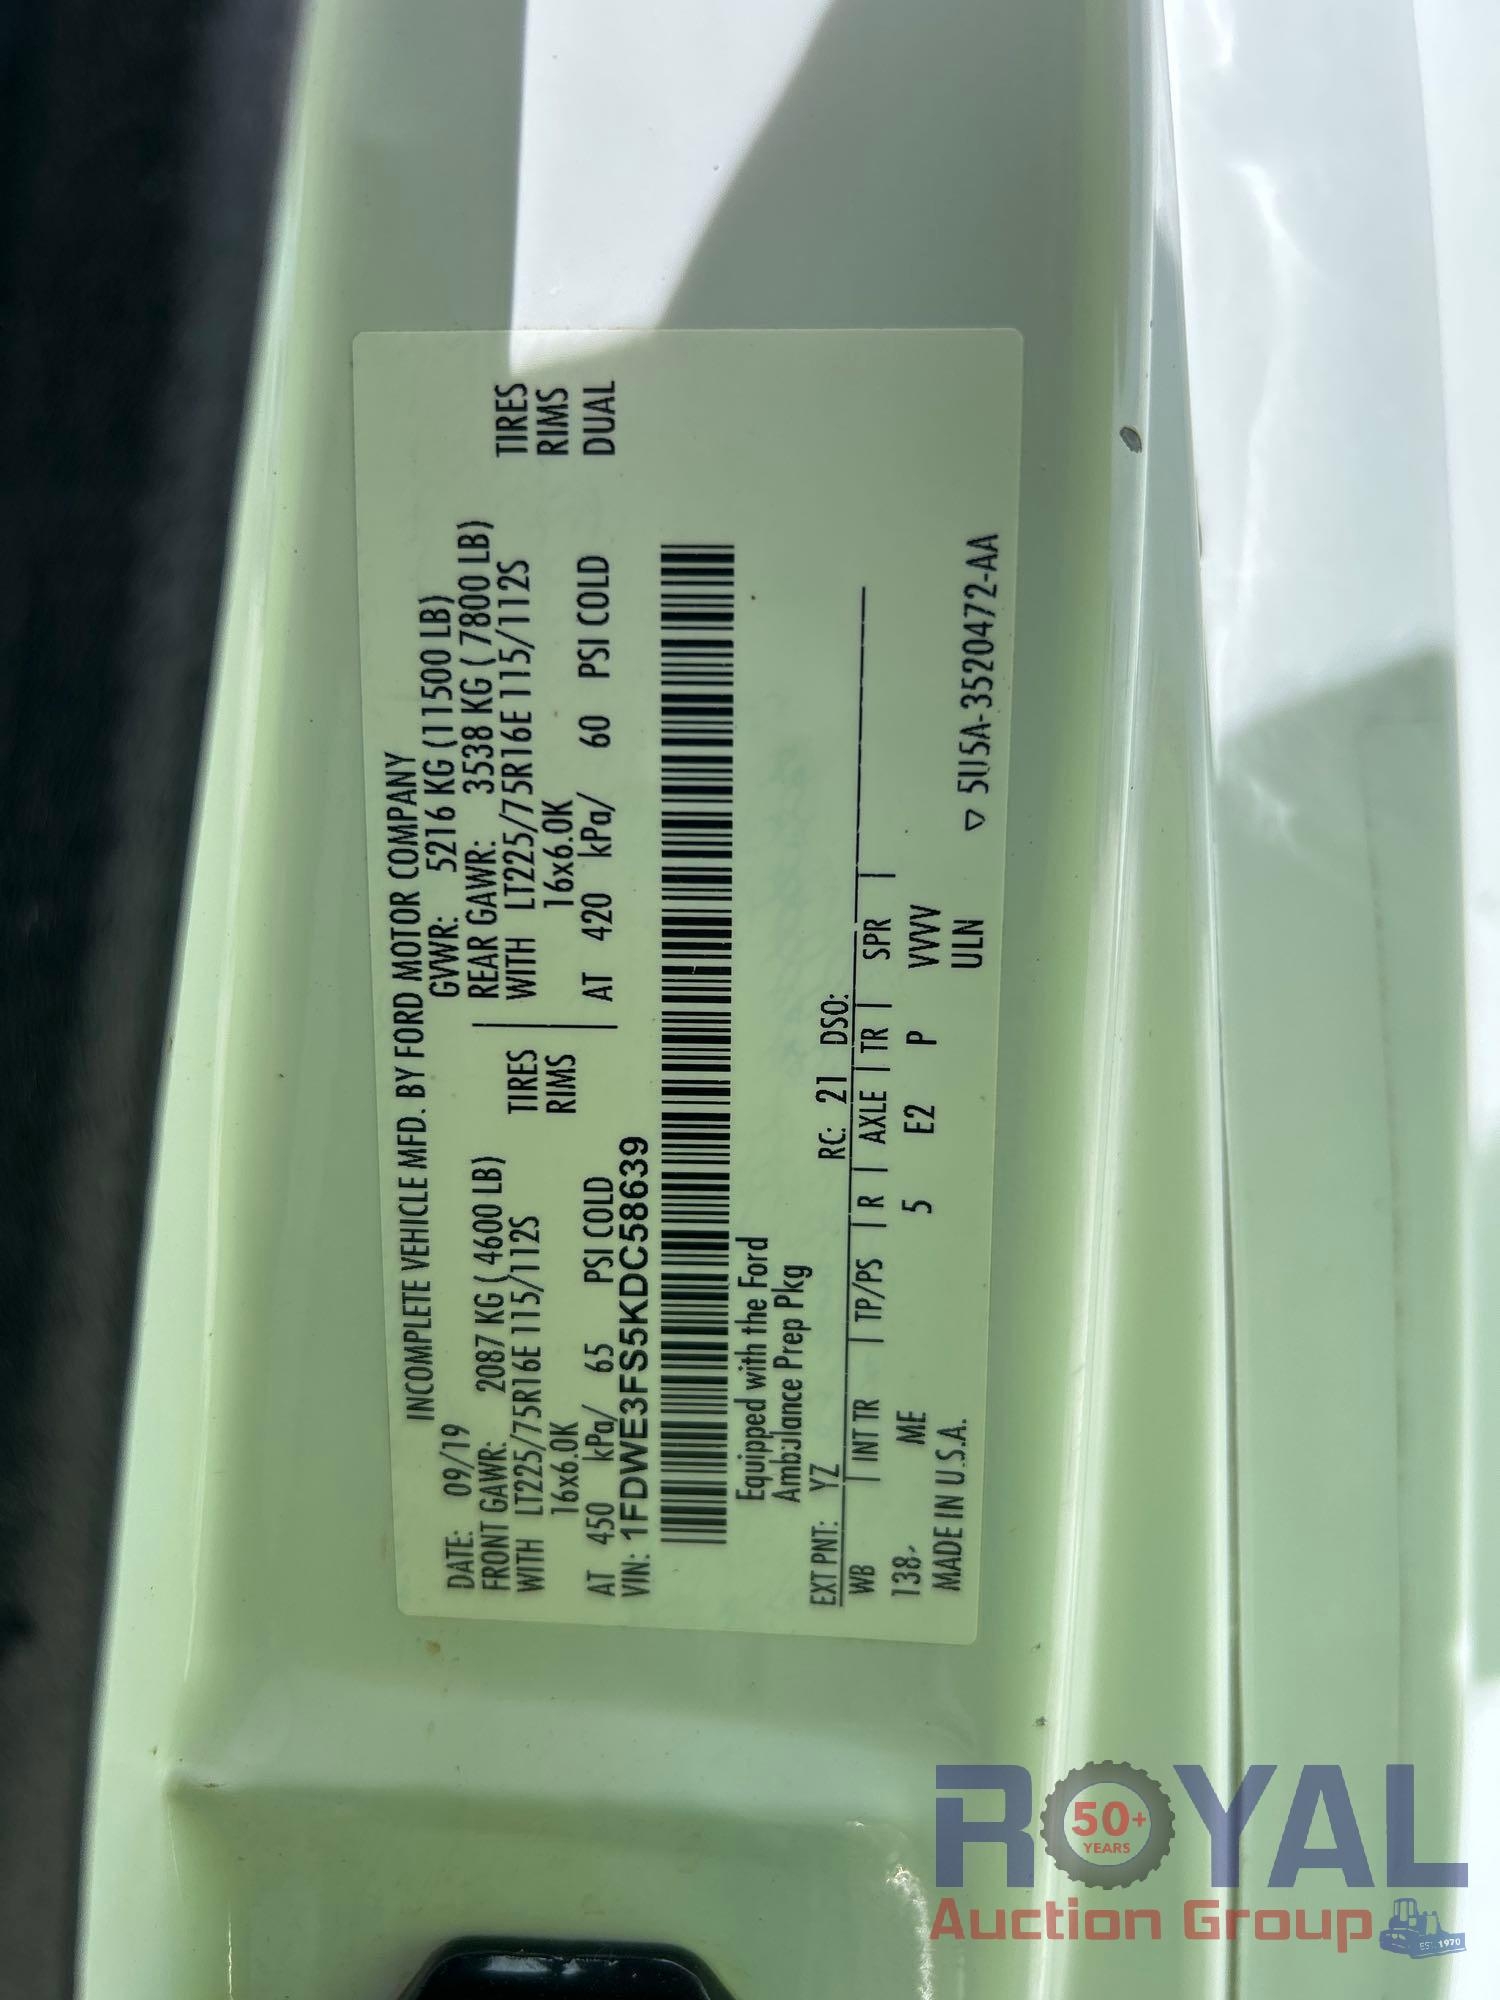 INCOMPLETE VEHICLE MFD. BY FORD MOTOR COMPANY
DATE: 09/19 GVWR: 5216 KG (11500 LB)
FRONT GAWR: 2087 KG ( 4600 LB) REAR GAWR: 3538 KG ( 7800 LB)
WITH LT225/75R16E 115/112S TIRES WITH LT225/75R16E 115/112S TIRES
16x6.0K RIMS 16x6.0K RIMS
AT 450 kPa/ 65 PSI COLD AT 420 kPa/ 60 PSI COLD DUAL
VIN: 1FDWE3FS5KDC58639
Equipped with the Ford
Ambulance Prep Pkg
EXT PNT: YZ RC: 21 DSO:
WB | INT TR | TP/PS | R | AXLE | TR | SPR |
138 ME 5 E2 P VVVV
MADE IN U.S.A. ULN
▽ 5U5A-3520472-AA
ROYAL
50+
YEARS
Auction Group
EST. 1970